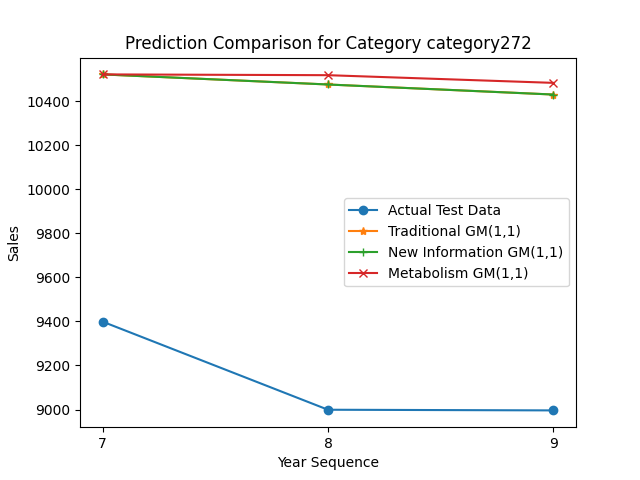 Prediction Comparison for Category category272
Sales
10400
10200
10000
9800
9600
9400
9200
9000
Actual Test Data
Traditional GM(1,1)
New Information GM(1,1)
Metabolism GM(1,1)
7
8
9
Year Sequence